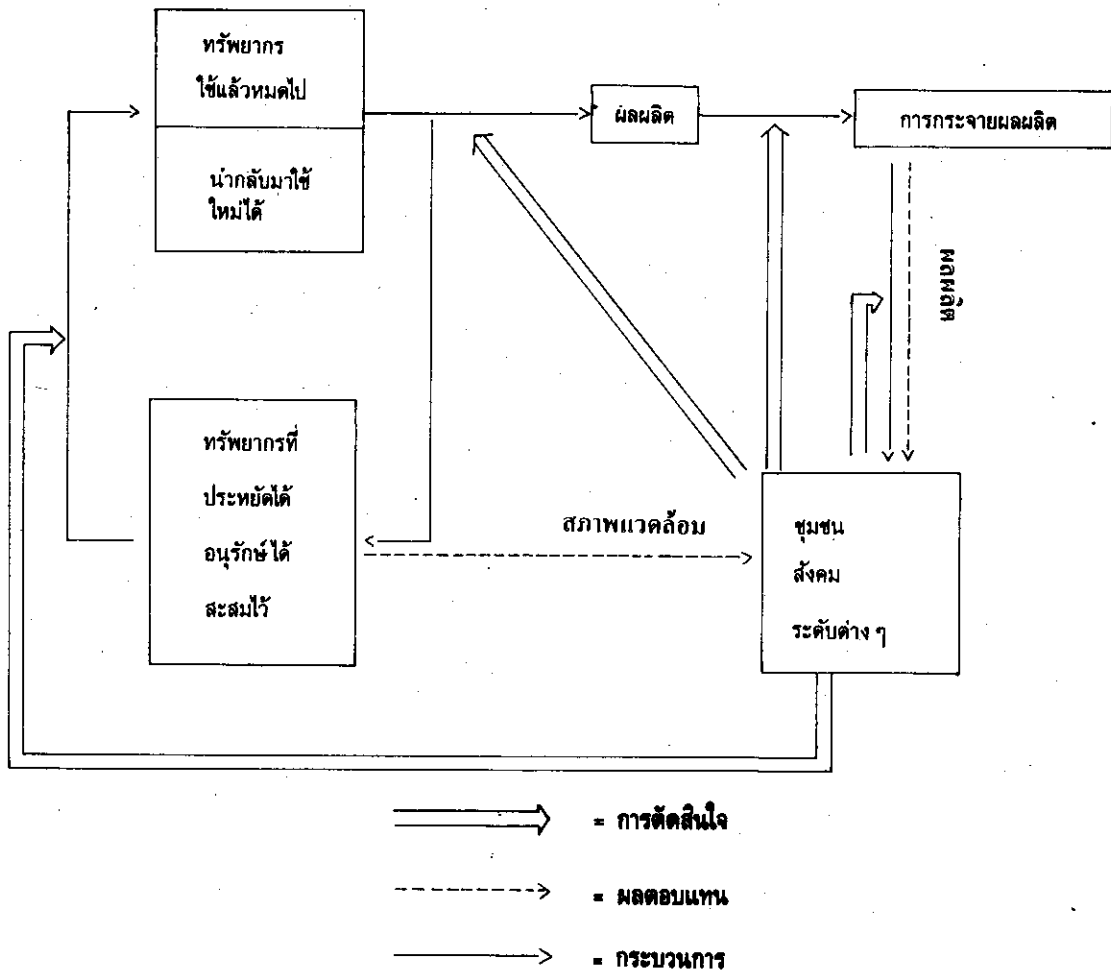 ทรัพยากร
ใช้แล้วหมดไป
นำกลับมาใช้
ใหม่ได้
ผลผลิต
การกระจายผลผลิต
ผลผลิต
ทรัพยากรที่
ประหยัดได้
อนุรักษ์ได้
สะสมไว้
สภาพแวดล้อม
ชุมชน
สังคม
ระดับต่าง ๆ
= การตัดสินใจ
= ผลตอบแทน
= กระบวนการ